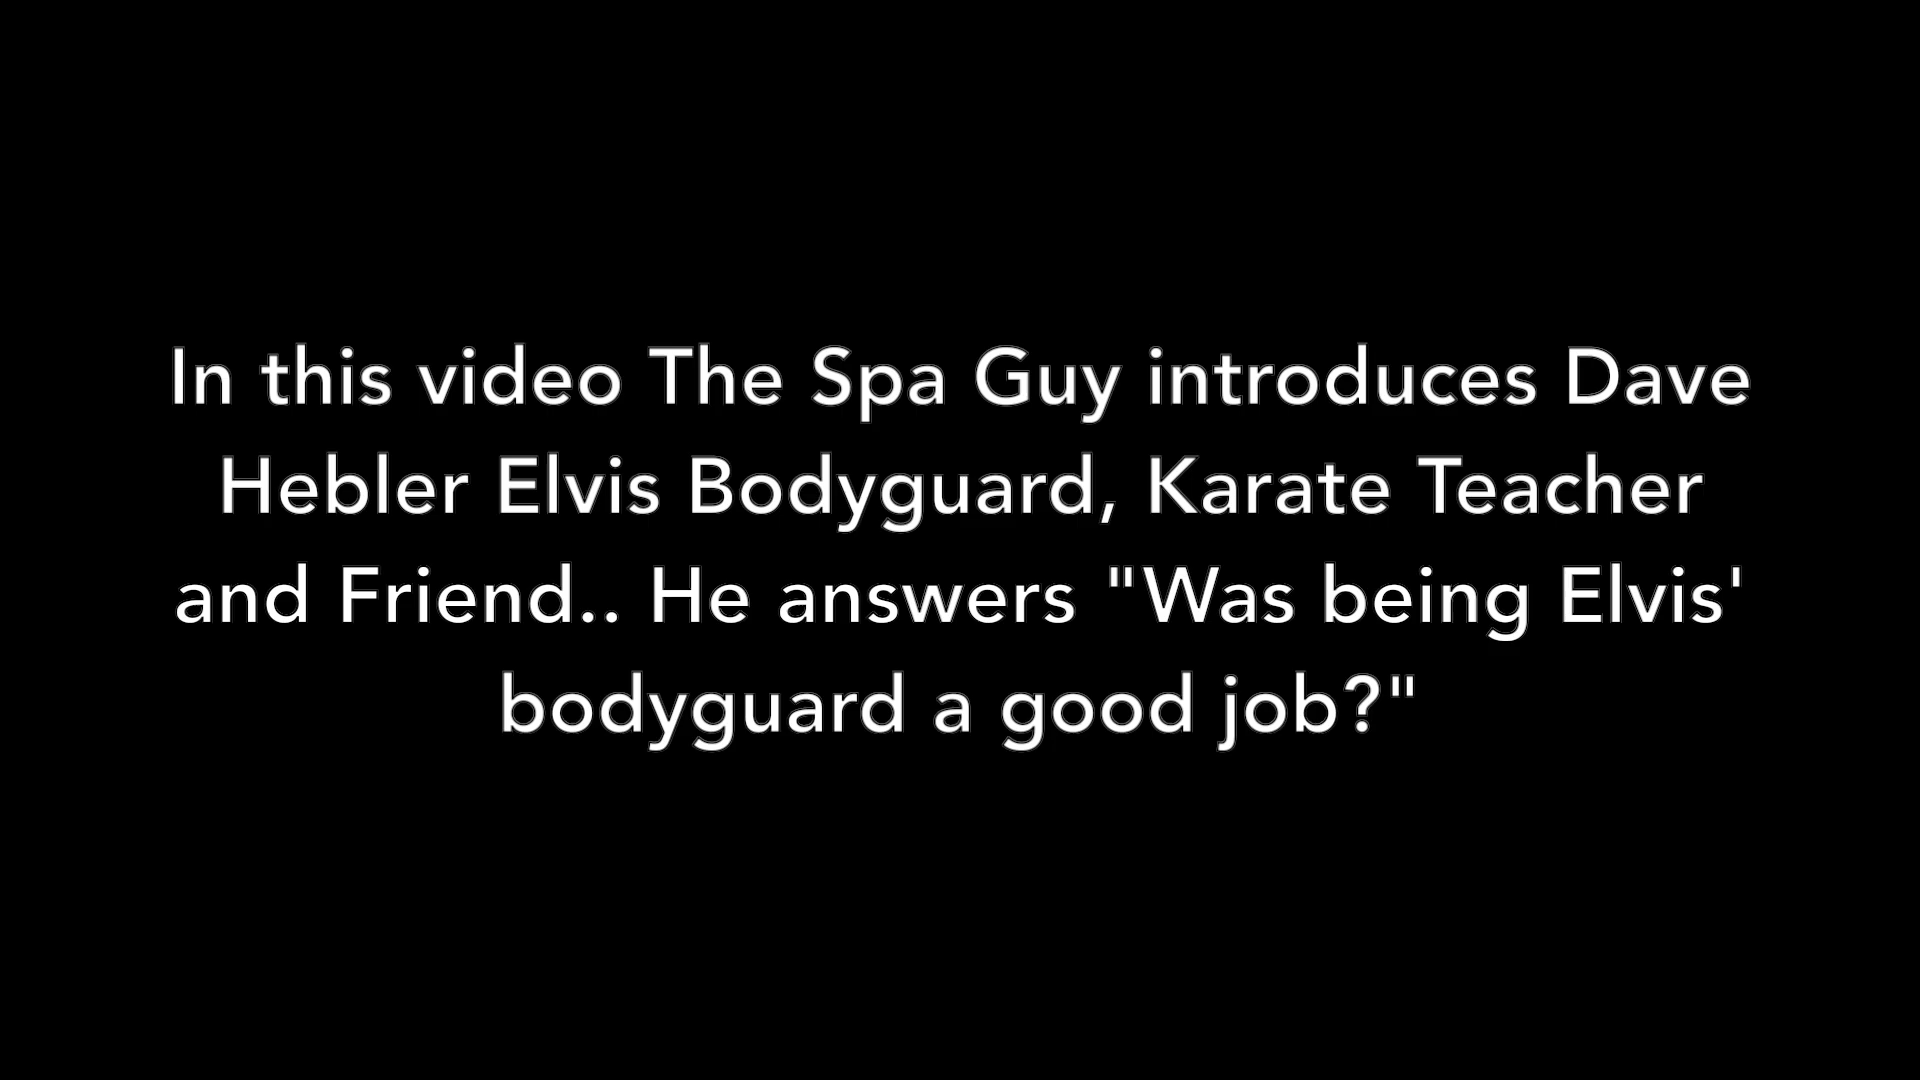 In this video The Spa Guy introduces Dave
Hebler Elvis Bodyguard, Karate Teacher
and Friend.. He answers "Was being Elvis'
bodyguard a good job?"